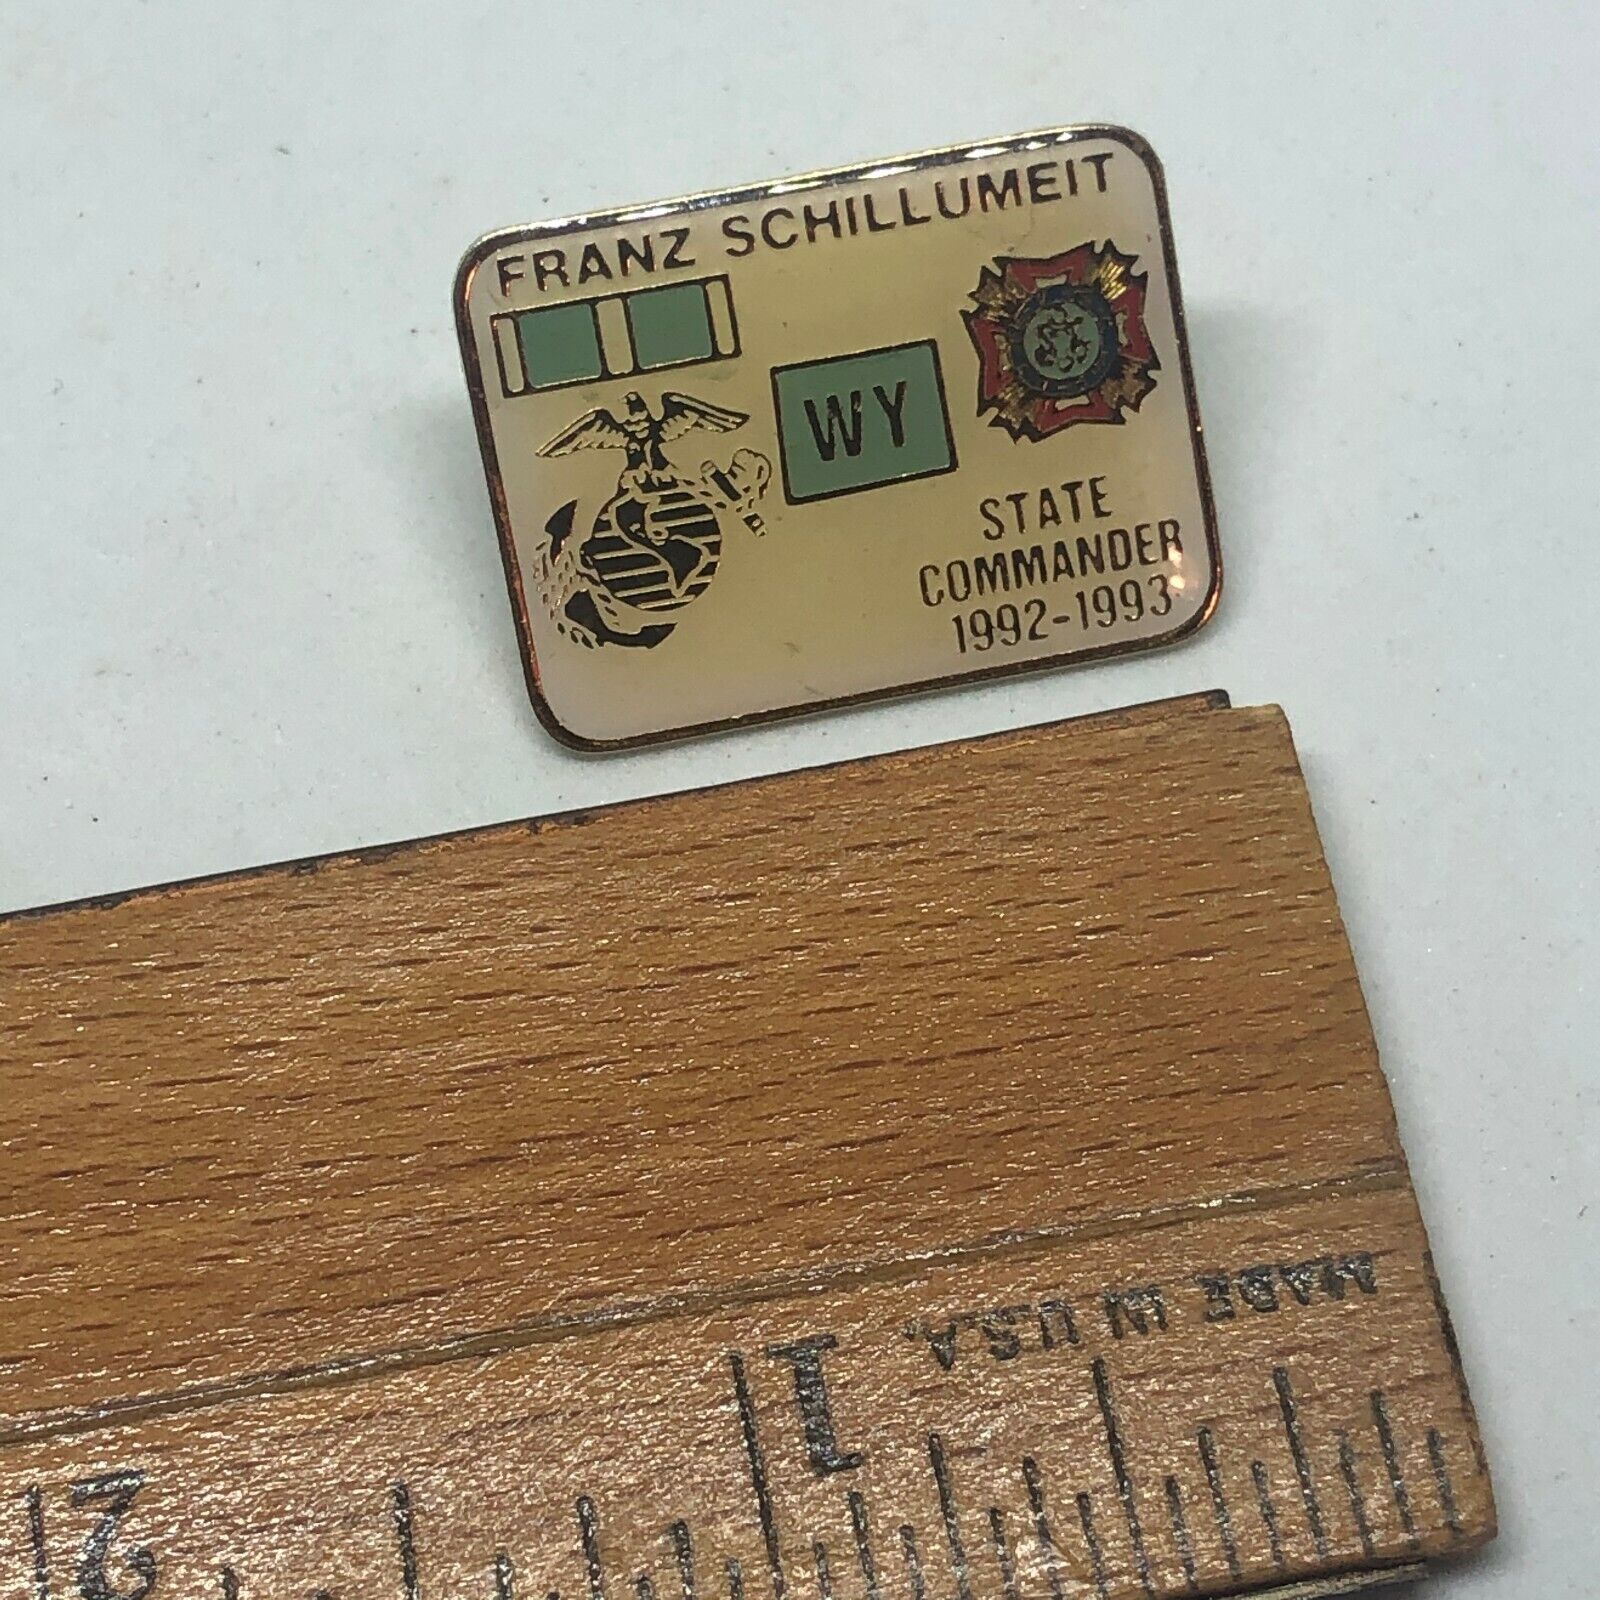 FRANZ SCHILLUMEIT
WY
STATE
COMMANDER
1992-1993
MADE IN U.S.A.
1
2